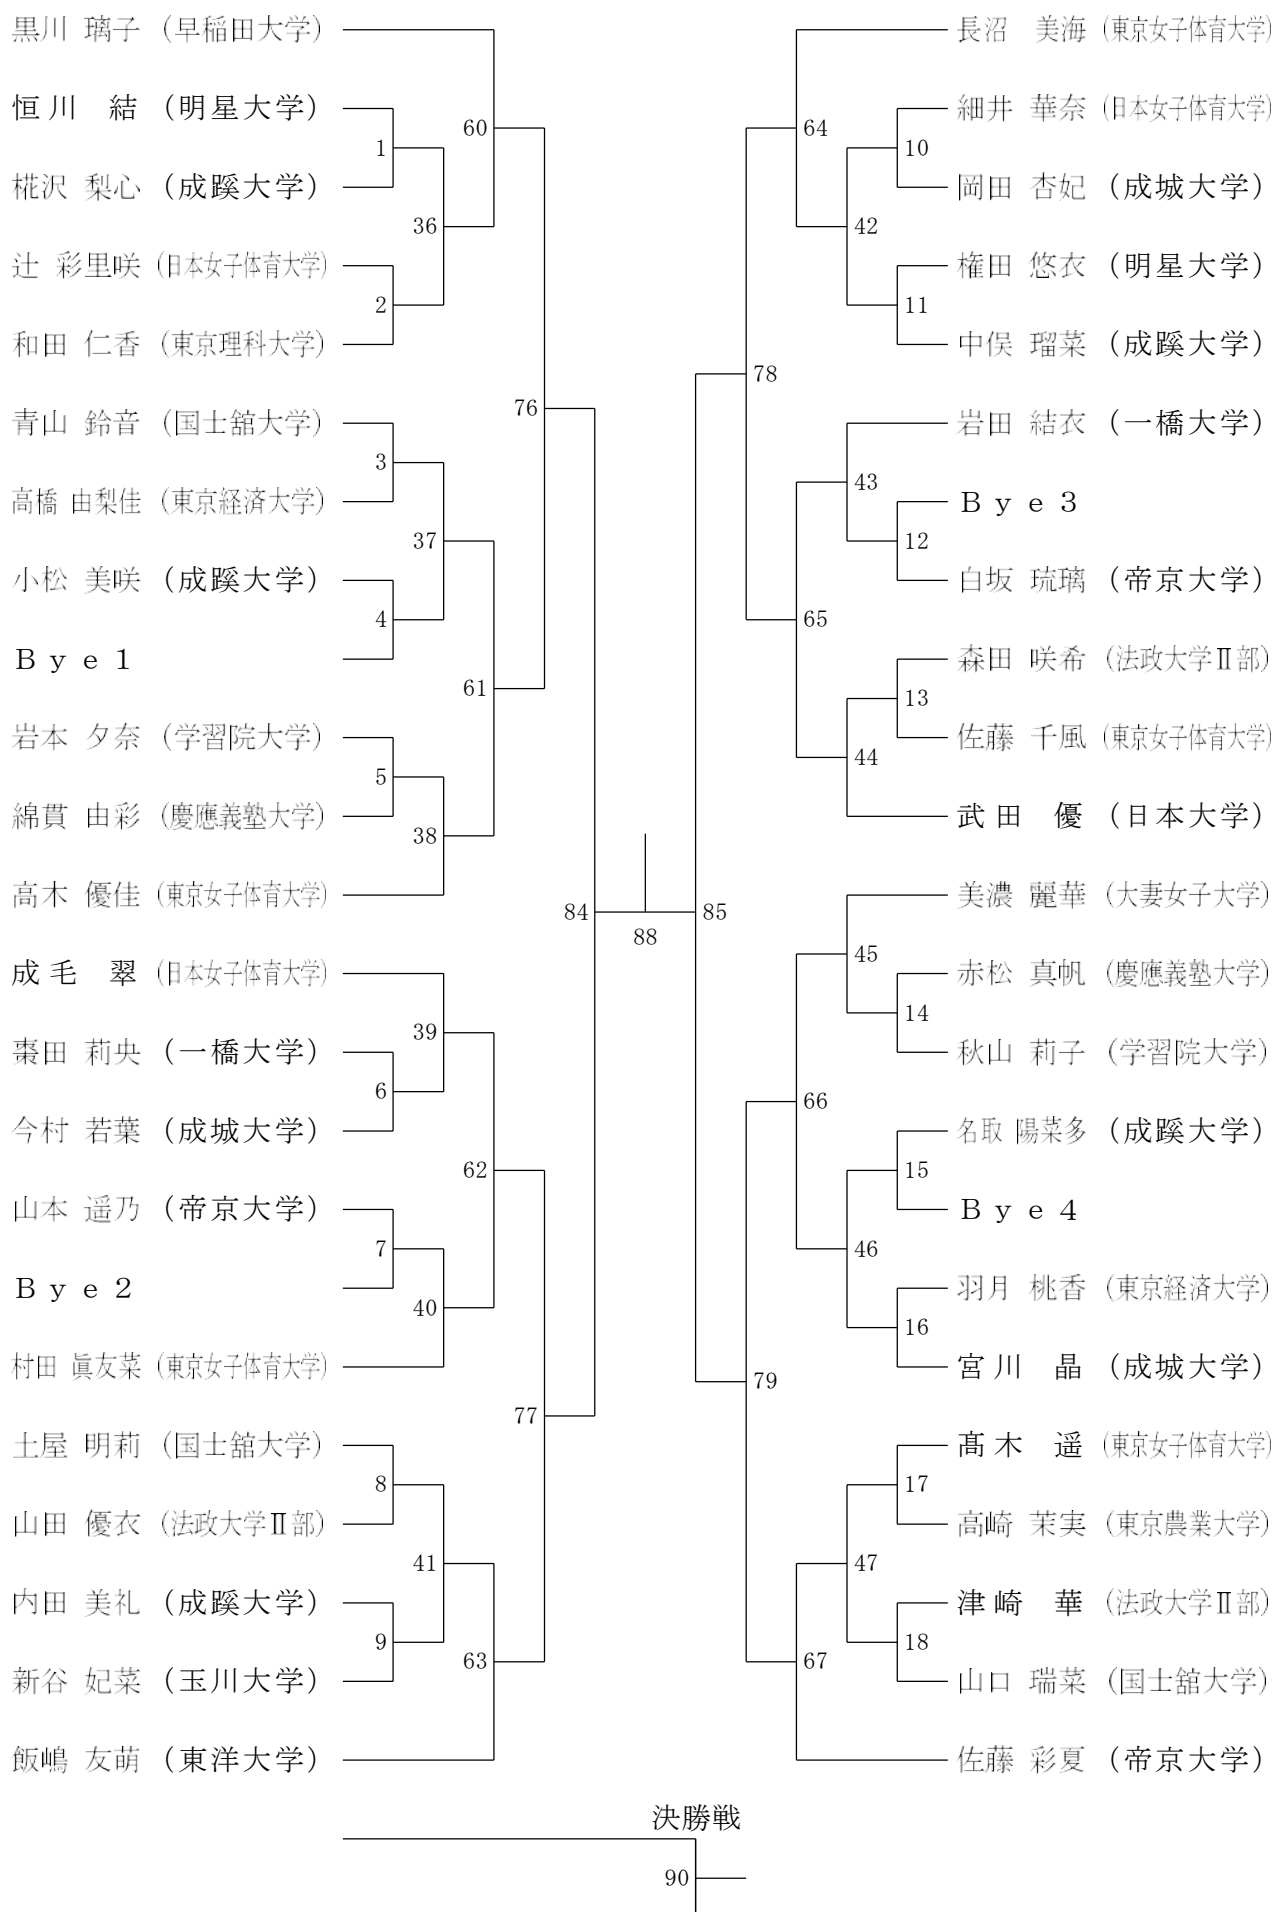 黒川 璃子 (早稲田大学)
恒川 結 (明星大学)
60
1
椛沢 梨心 (成蹊大学)
36
辻 彩里咲 (日本女子体育大学)
2
和田 仁香 (東京理科大学)
76
青山 鈴音 (国士舘大学)
3
高橋 由梨佳 (東京経済大学)
37
小松 美咲 (成蹊大学)
4
Bye1
61
岩本 夕奈 (学習院大学)
5
綿貫 由彩 (慶應義塾大学)
38
高木 優佳 (東京女子体育大学)
84
成毛 翠 (日本女子体育大学)
39
棗田 莉央 (一橋大学)
6
今村 若葉 (成城大学)
62
山本 遥乃 (帝京大学)
7
Bye2
40
村田 眞友菜 (東京女子体育大学)
77
土屋 明莉 (国士舘大学)
8
山田 優衣 (法政大学Ⅱ部)
41
内田 美礼 (成蹊大学)
9
63
新谷 妃菜 (玉川大学)
飯嶋 友萌 (東洋大学)
88
長沼 美海 (東京女子体育大学)
細井 華奈 (日本女子体育大学)
64
10
岡田 杏妃 (成城大学)
42
権田 悠衣 (明星大学)
11
中俣 瑠菜 (成蹊大学)
78
岩田 結衣 (一橋大学)
43
Bye3
12
白坂 琉璃 (帝京大学)
65
森田 咲希 (法政大学Ⅱ部)
13
佐藤 千風 (東京女子体育大学)
44
武田 優 (日本大学)
美濃 麗華 (大妻女子大学)
85
45
赤松 真帆 (慶應義塾大学)
14
秋山 莉子 (学習院大学)
66
名取 陽菜多 (成蹊大学)
15
Bye4
46
羽月 桃香 (東京経済大学)
16
宮川 晶 (成城大学)
79
髙木 遥 (東京女子体育大学)
17
高崎 茉実 (東京農業大学)
47
津崎 華 (法政大学Ⅱ部)
18
67
山口 瑞菜 (国士舘大学)
佐藤 彩夏 (帝京大学)
決勝戦
90